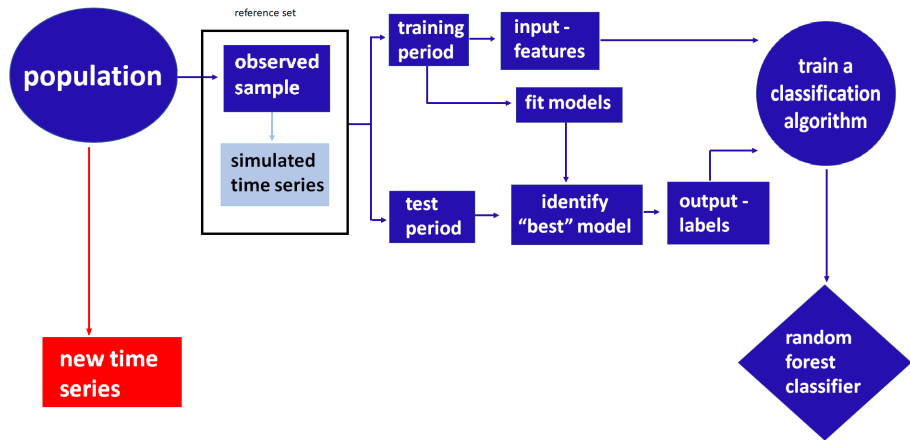 reference set
population
observed
sample
simulated
time series
training
period
input -
features
fit models
test
period
identify
“best” model
output -
labels
train a
classification
algorithm
random
forest
classifier
new time
series